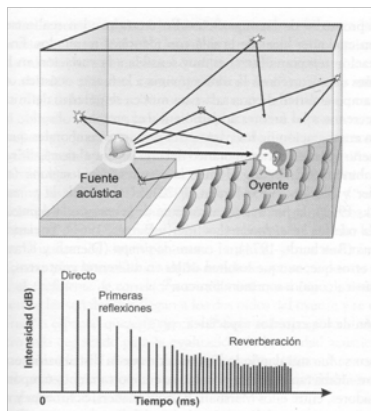 Fuente
acústica
Oyente
Directo
Primeras
reflexiones
Reverberación
Intensidad (dB)
0
Tiempo (ms)